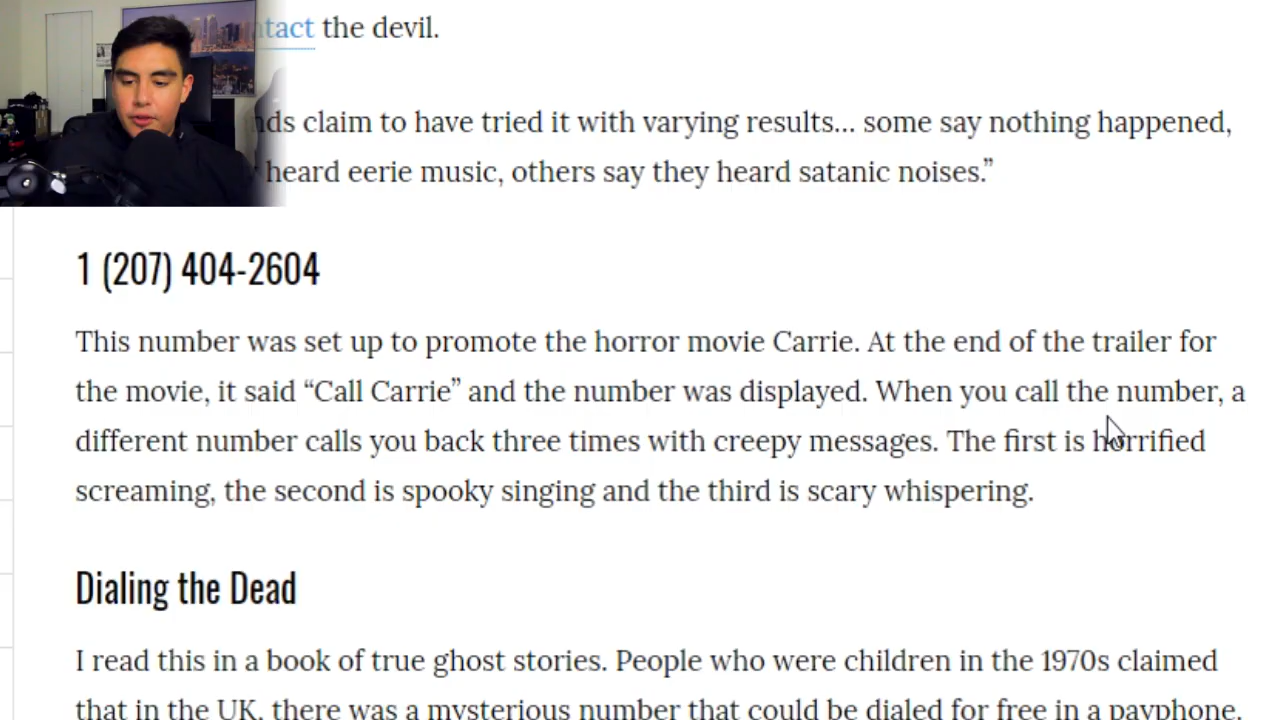 the devil.
claim to have tried it with varying results... some say nothing happened,
heard eerie music, others say they heard satanic noises.”
1 (207) 404-2604
This number was set up to promote the horror movie Carrie. At the end of the trailer for
the movie, it said “Call Carrie” and the number was displayed. When you call the number, a
different number calls you back three times with creepy messages. The first is horrified
screaming, the second is spooky singing and the third is scary whispering.
Dialing the Dead
I read this in a book of true ghost stories. People who were children in the 1970s claimed
that in the UK, there was a mysterious number that could be dialed for free in a payphone.